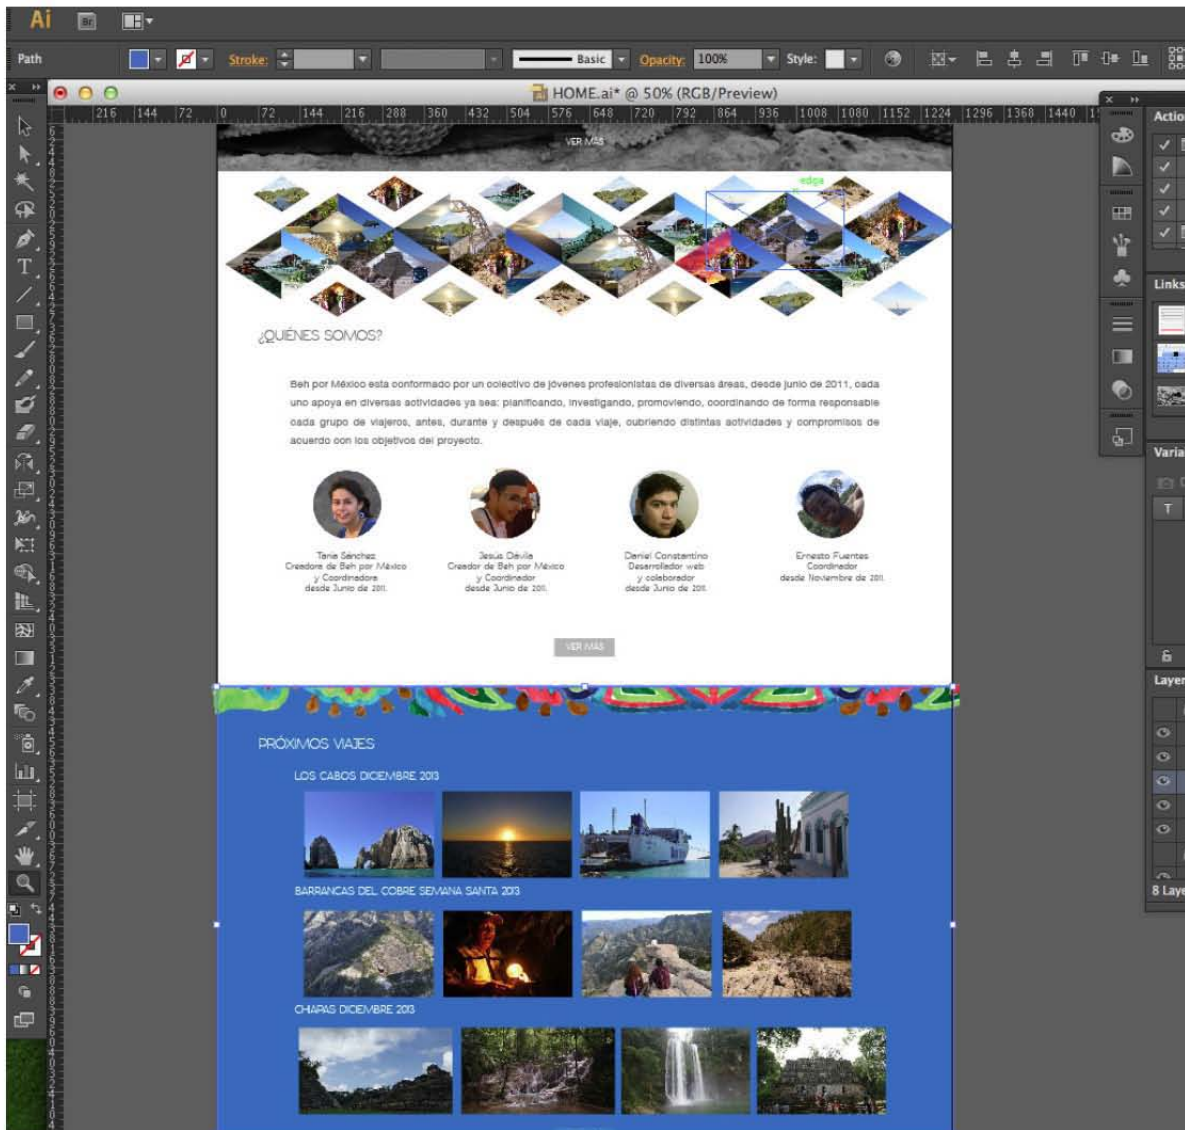 Ai Br
Path Stroke: Basic Opacity: 100% Style:
HOME.ai* @ 50% (RGB/Preview)
216 144 72 0 72 144 216 288 360 432 504 576 648 720 792 864 936 1008 1080 1152 1224 1296 1368 1440
Actio
VER MÁS
edge
Links
¿QUIÉNES SOMOS?
Beh por México esta conformado por un colectivo de jóvenes profesionistas de diversas áreas, desde junio de 2011, cada
uno apoya en diversas actividades ya sea: planificando, investigando, promoviendo, coordinando de forma responsable
cada grupo de viajeros, antes, durante y después de cada viaje, cubriendo distintas actividades y compromisos de
acuerdo con los objetivos del proyecto.
Varia
T
Tania Sánchez
Creadora de Beh por México
y Coordinadora
desde Junio de 2011.
Jesús Dávila
Creador de Beh por México
y Coordinador
desde Junio de 2011.
Daniel Constantino
Desarrollador web
y colaborador
desde Junio de 2011.
Ernesto Fuentes
Coordinador
desde Noviembre de 2011.
VER MÁS
Layer
PRÓXIMOS VIAJES
LOS CABOS DICIEMBRE 2013
BARRANCAS DEL COBRE SEMANA SANTA 2013
8 Laye
CHIAPAS DICIEMBRE 2013